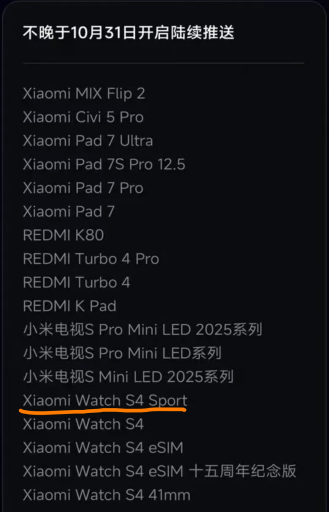 不晚于10月31日开启陆续推送
Xiaomi MIX Flip 2
Xiaomi Civi 5 Pro
Xiaomi Pad 7 Ultra
Xiaomi Pad 7S Pro 12.5
Xiaomi Pad 7 Pro
Xiaomi Pad 7
REDMI K80
REDMI Turbo 4 Pro
REDMI Turbo 4
REDMI K Pad
小米电视S Pro Mini LED 2025系列
小米电视S Pro Mini LED系列
小米电视S Mini LED 2025系列
Xiaomi Watch S4 Sport
Xiaomi Watch S4
Xiaomi Watch S4 eSIM
Xiaomi Watch S4 eSIM 十五周年纪念版
Xiaomi Watch S4 41mm